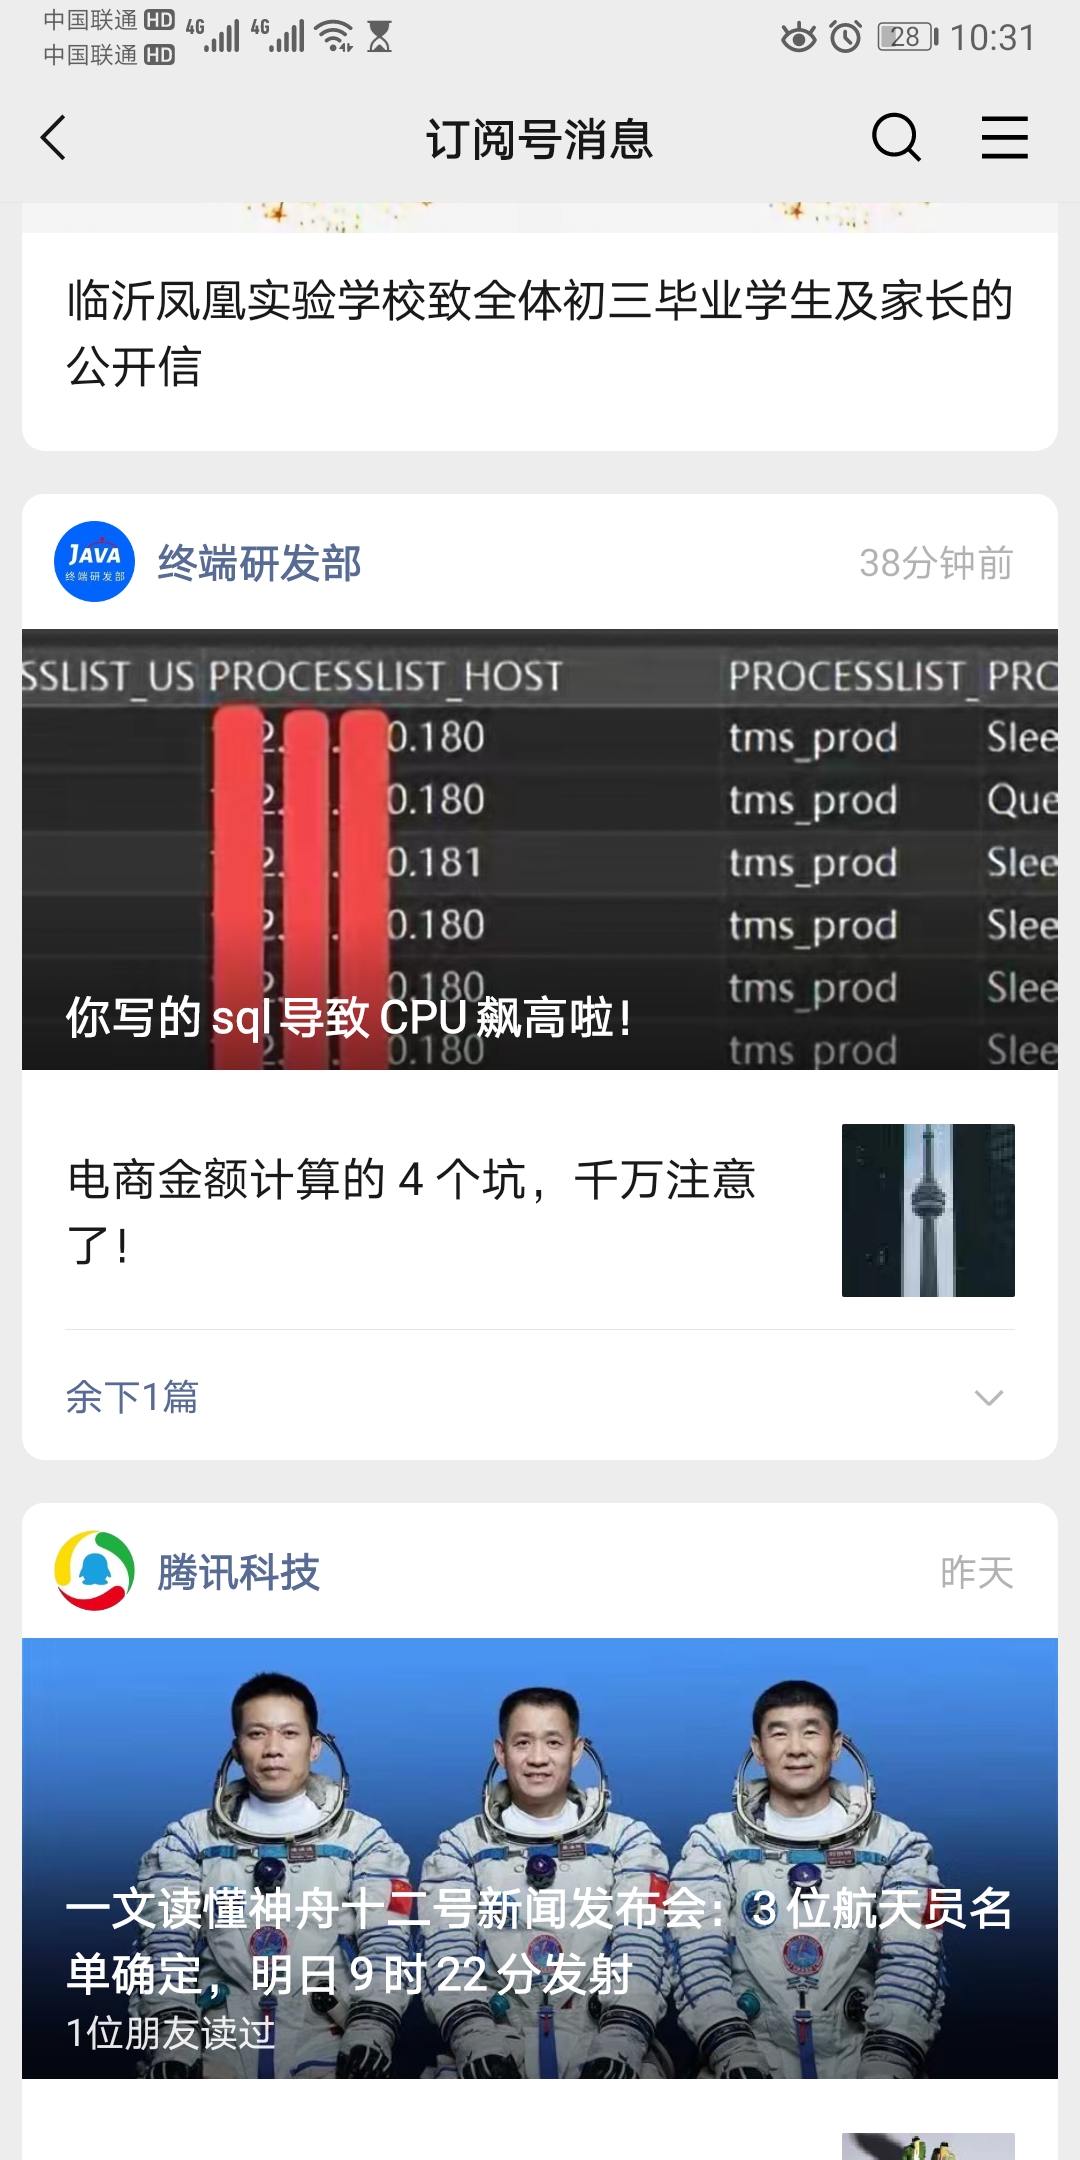 中国联通 HD 4G 4G 28 10:31
中国联通 HD
订阅号消息
临沂凤凰实验学校致全体初三毕业学生及家长的
公开信
JAVA
终端研发部
终端研发部 38分钟前
SSLIST_US PROCESSLIST_HOST PROCESSLIST_ PRO
2. . 0.180 tms_prod Slee
2. . 0.180 tms_prod Que
2. . 0.181 tms_prod Slee
2. . 0.180 tms_prod Slee
2. . 0.180 tms_prod Slee
你写的 sql 导致 CPU 飙高啦!
2. . 0.180 tms_prod Slee
电商金额计算的 4 个坑，千万注意
了!
余下1篇
腾讯科技 昨天
一文读懂神舟十二号新闻发布会：3 位航天员名
单确定，明日 9 时 22 分发射
1位朋友读过